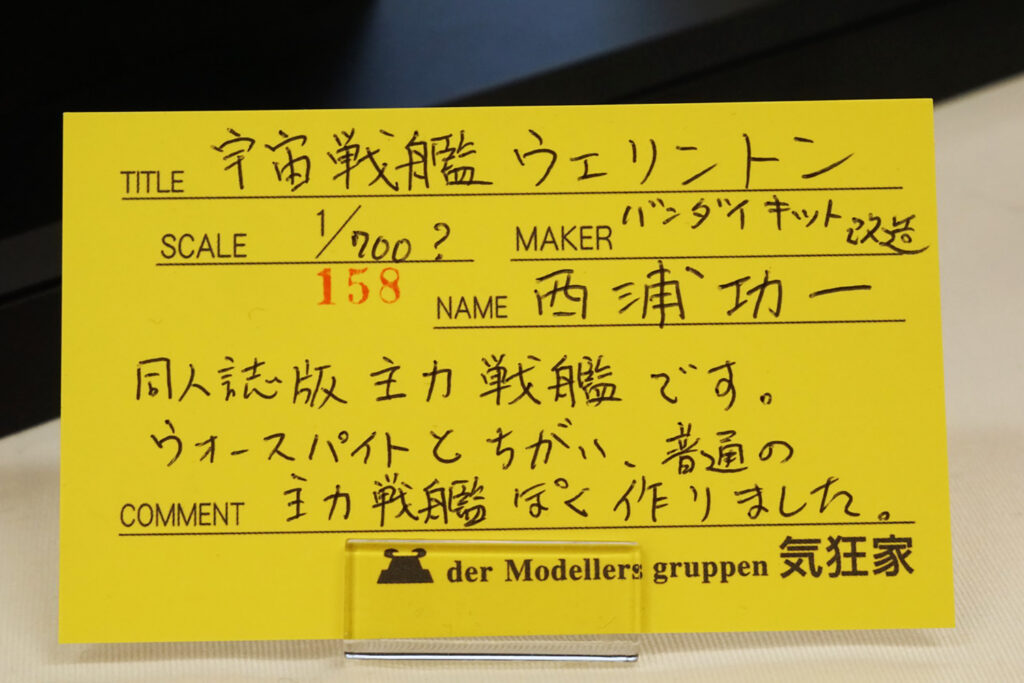 TITLE 宇宙戦艦 ウェリントン
SCALE 1/700? MAKER バンダイキット改造
158
NAME 西浦功一
同人誌版 主力戦艦です。
ウォースパイトとちがい、普通の
COMMENT 主力戦艦ぽく作りました。
der Modellers gruppen 気狂家